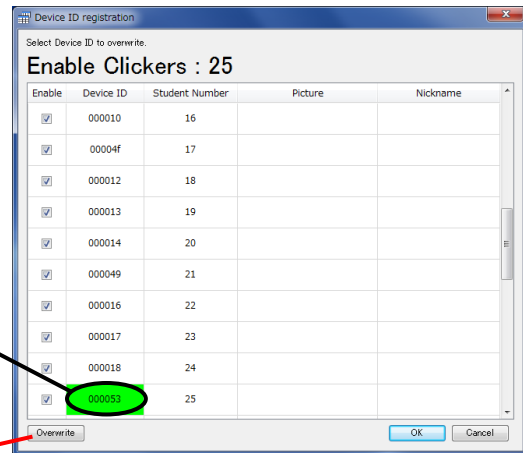 Device ID registration
Select Device ID to overwrite.
Enable Clickers : 25
Enable Device ID Student Number Picture Nickname
000010 16
00004f 17
000012 18
000013 19
000014 20
000049 21
000016 22
000017 23
000018 24
000053 25
Overwrite OK Cancel